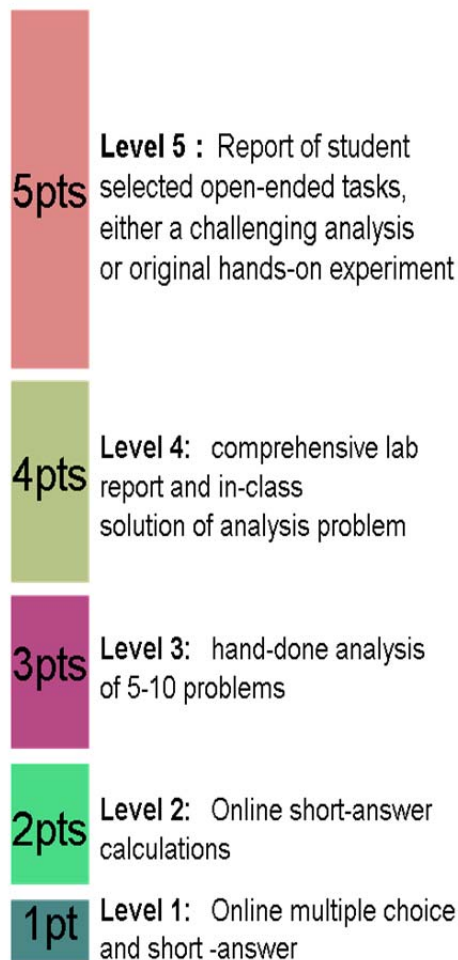 5pts
Level 5 : Report of student
selected open-ended tasks,
either a challenging analysis
or original hands-on experiment
4pts
Level 4: comprehensive lab
report and in-class
solution of analysis problem
3pts
Level 3: hand-done analysis
of 5-10 problems
2pts
Level 2: Online short-answer
calculations
1pt
Level 1: Online multiple choice
and short -answer